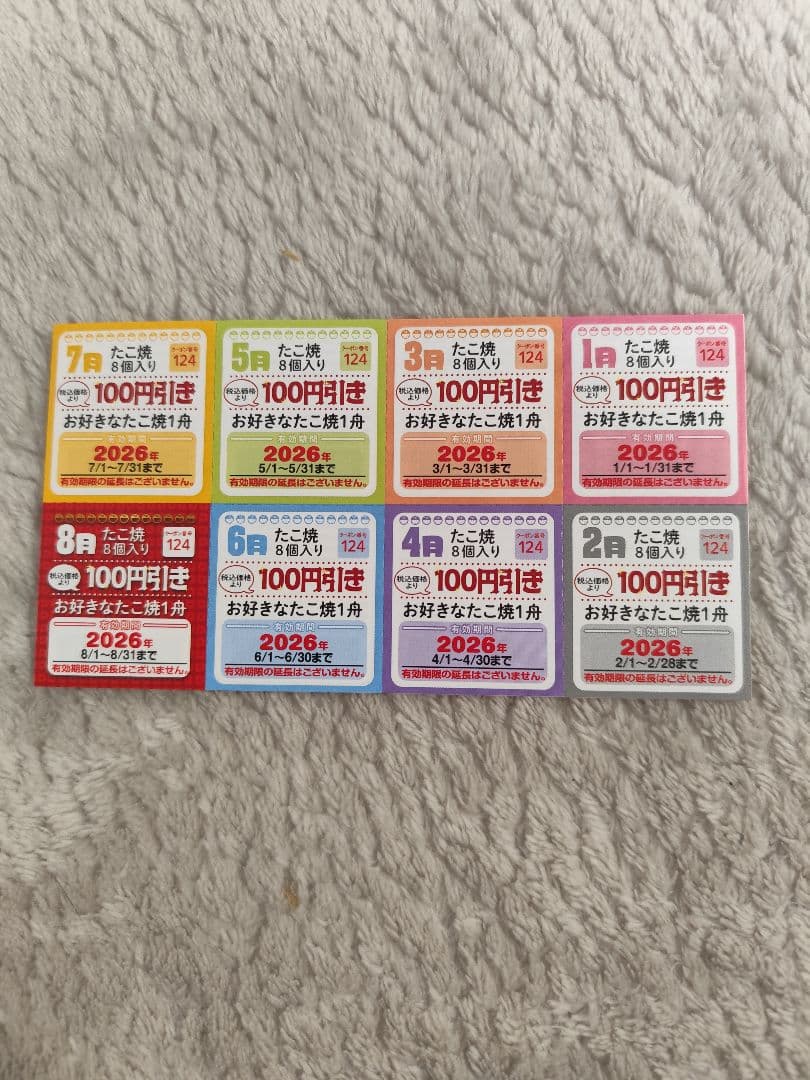 7月
たこ焼
8個入り
クーポン番号
124
税込価格
より
100円引き
お好きなたこ焼1舟
有効期間
2026年
7/1〜7/31まで
有効期限の延長はございません。
5月
たこ焼
8個入り
クーポン番号
124
税込価格
より
100円引き
お好きなたこ焼1舟
有効期間
2026年
5/1〜5/31まで
有効期限の延長はございません。
3月
たこ焼
8個入り
クーポン番号
124
税込価格
より
100円引き
お好きなたこ焼1舟
有効期間
2026年
3/1〜3/31まで
有効期限の延長はございません。
1月
たこ焼
8個入り
クーポン番号
124
税込価格
より
100円引き
お好きなたこ焼1舟
有効期間
2026年
1/1〜1/31まで
有効期限の延長はございません。
8月
たこ焼
8個入り
クーポン番号
124
税込価格
より
100円引き
お好きなたこ焼1舟
有効期間
2026年
8/1〜8/31まで
有効期限の延長はございません。
6月
たこ焼
8個入り
クーポン番号
124
税込価格
より
100円引き
お好きなたこ焼1舟
有効期間
2026年
6/1〜6/30まで
有効期限の延長はございません。
4月
たこ焼
8個入り
クーポン番号
124
税込価格
より
100円引き
お好きなたこ焼1舟
有効期間
2026年
4/1〜4/30まで
有効期限の延長はございません。
2月
たこ焼
8個入り
クーポン番号
124
税込価格
より
100円引き
お好きなたこ焼1舟
有効期間
2026年
2/1〜2/28まで
有効期限の延長はございません。